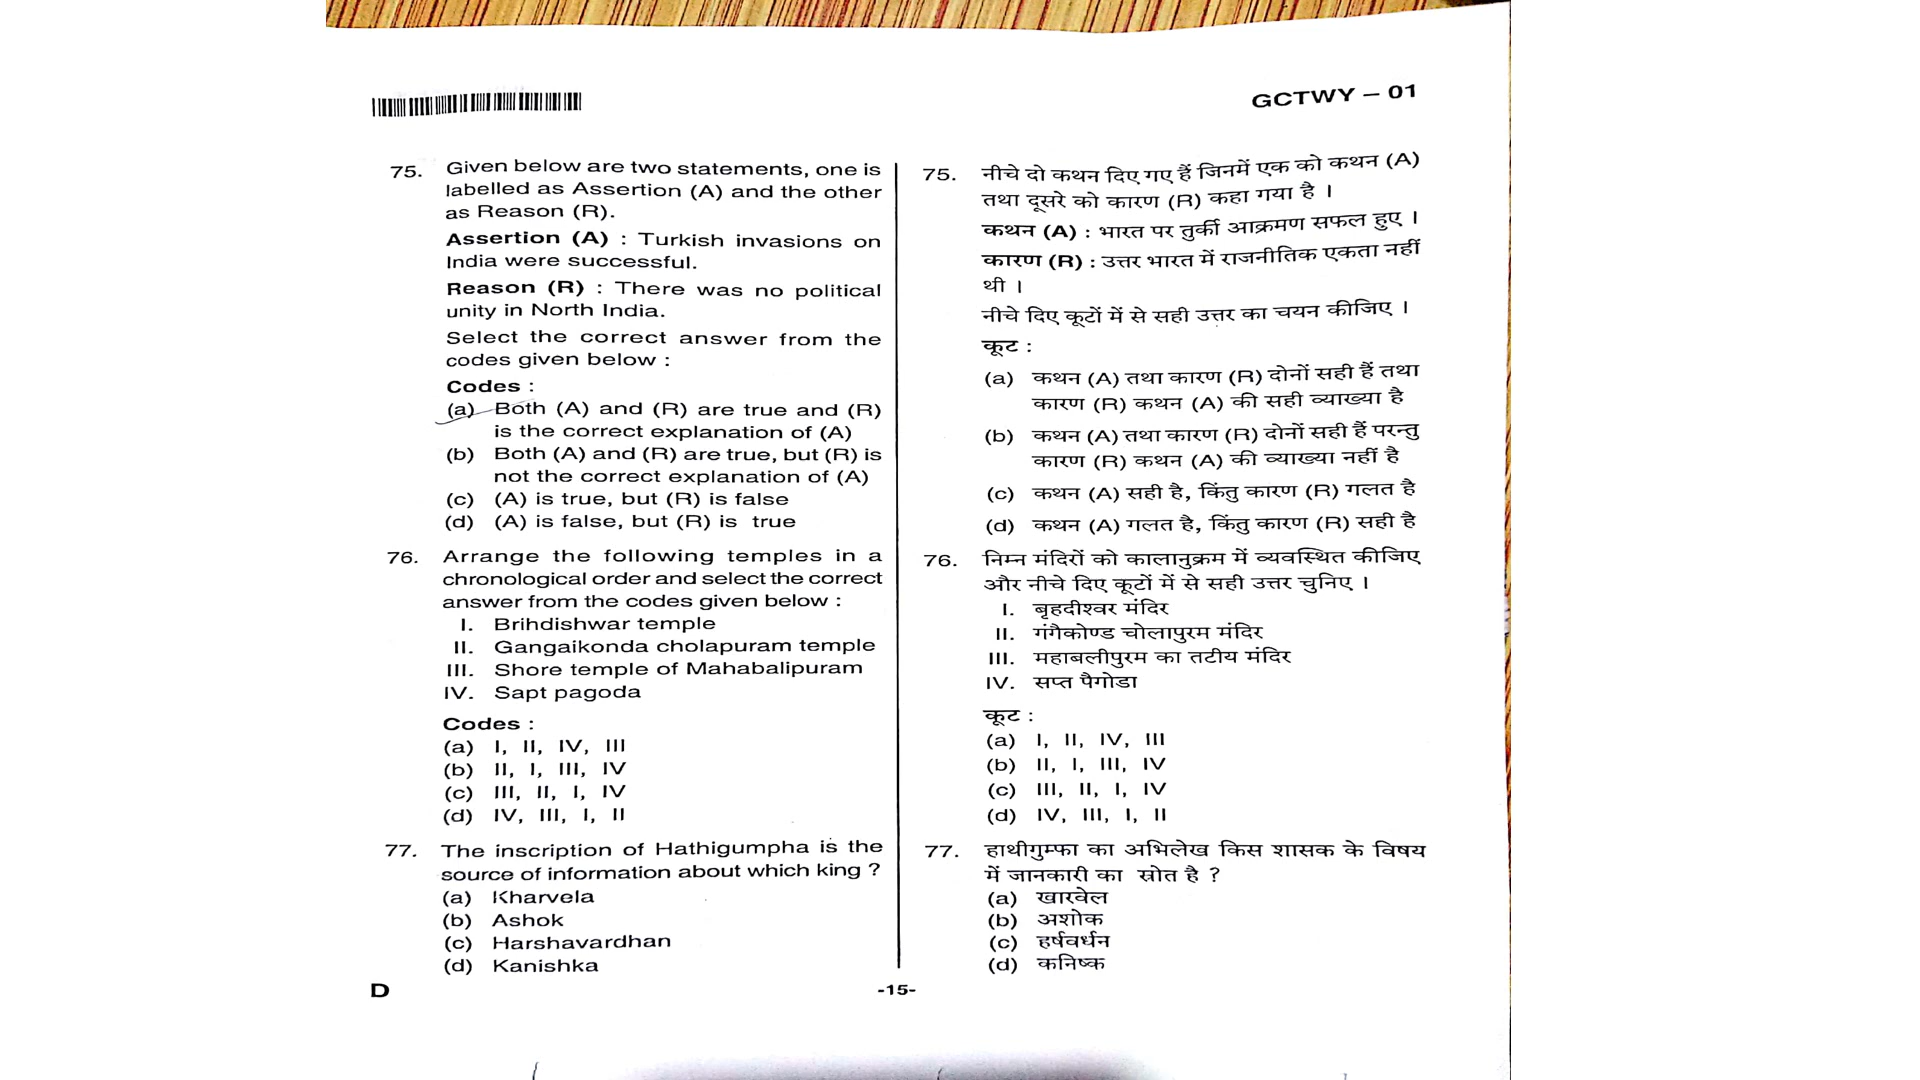 GCTWY – 01
75. Given below are two statements, one is
labelled as Assertion (A) and the other
as Reason (R).
Assertion (A) : Turkish invasions on
India were successful.
Reason (R) : There was no political
unity in North India.
Select the correct answer from the
codes given below :
Codes :
(a) Both (A) and (R) are true and (R)
is the correct explanation of (A)
(b) Both (A) and (R) are true, but (R) is
not the correct explanation of (A)
(c) (A) is true, but (R) is false
(d) (A) is false, but (R) is true
76. Arrange the following temples in a
chronological order and select the correct
answer from the codes given below :
I. Brihdishwar temple
II. Gangaikonda cholapuram temple
III. Shore temple of Mahabalipuram
IV. Sapt pagoda
Codes :
(a) I, II, IV, III
(b) II, I, III, IV
(c) III, II, I, IV
(d) IV, III, I, II
77. The inscription of Hathigumpha is the
source of information about which king ?
(a) Kharvela
(b) Ashok
(c) Harshavardhan
(d) Kanishka
75. नीचे दो कथन दिए गए हैं जिनमें एक को कथन (A)
तथा दूसरे को कारण (R) कहा गया है ।
कथन (A) : भारत पर तुर्की आक्रमण सफल हुए ।
कारण (R) : उत्तर भारत में राजनीतिक एकता नहीं
थी ।
नीचे दिए कूटों में से सही उत्तर का चयन कीजिए ।
कूट :
(a) कथन (A) तथा कारण (R) दोनों सही हैं तथा
कारण (R) कथन (A) की सही व्याख्या है
(b) कथन (A) तथा कारण (R) दोनों सही हैं परन्तु
कारण (R) कथन (A) की व्याख्या नहीं है
(c) कथन (A) सही है, किंतु कारण (R) गलत है
(d) कथन (A) गलत है, किंतु कारण (R) सही है
76. निम्न मंदिरों को कालानुक्रम में व्यवस्थित कीजिए
और नीचे दिए कूटों में से सही उत्तर चुनिए ।
I. बृहदीश्वर मंदिर
II. गंगैकोण्ड चोलापुरम मंदिर
III. महाबलीपुरम का तटीय मंदिर
IV. सप्त पैगोडा
कूट :
(a) I, II, IV, III
(b) II, I, III, IV
(c) III, II, I, IV
(d) IV, III, I, II
77. हाथीगुम्फा का अभिलेख किस शासक के विषय
में जानकारी का स्रोत है ?
(a) खारवेल
(b) अशोक
(c) हर्षवर्धन
(d) कनिष्क
D
-15-